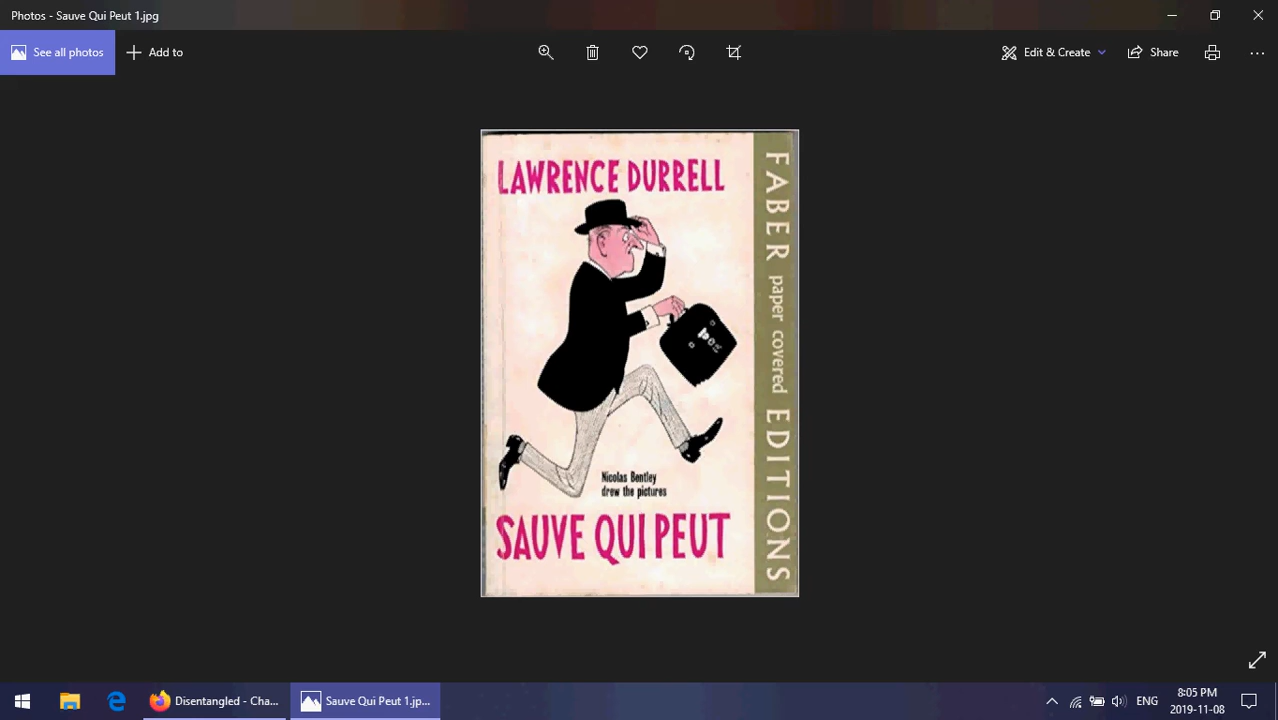 Photos - Sauve Qui Peut 1.jpg
See all photos
Add to
Edit & Create
Share
LAWRENCE DURRELL
Nicolas Bentley
drew the pictures
SAUVE QUI PEUT
FABER paper covered EDITIONS
Disentangled - Cha...
Sauve Qui Peut 1.jp...
ENG
8:05 PM
2019-11-08